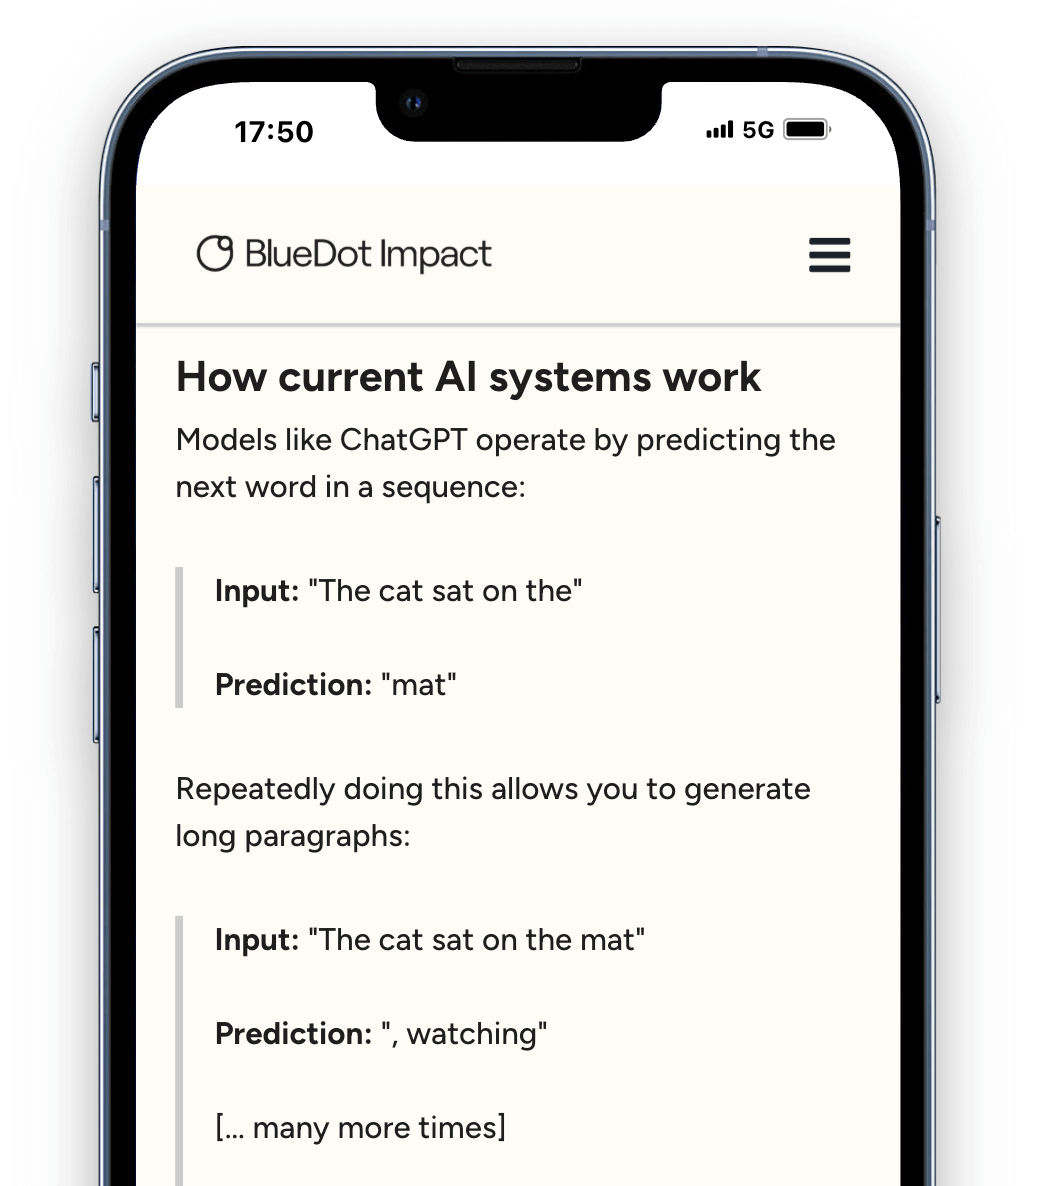 17:50
5G
BlueDot Impact
How current AI systems work
Models like ChatGPT operate by predicting the
next word in a sequence:
Input: "The cat sat on the"
Prediction: "mat"
Repeatedly doing this allows you to generate
long paragraphs:
Input: "The cat sat on the mat"
Prediction: ", watching"
[... many more times]